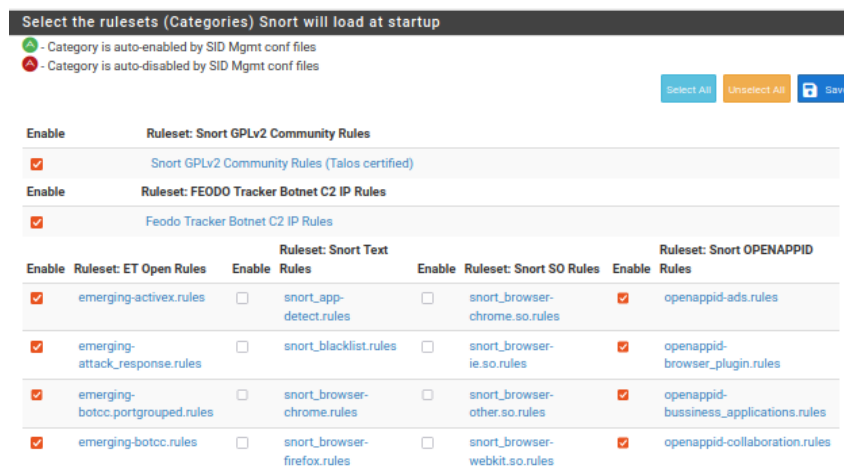 Select the rulesets (Categories) Snort will load at startup
A - Category is auto-enabled by SID Mgmt conf files
A - Category is auto-disabled by SID Mgmt conf files
Select All Unselect All Save
Enable Ruleset: Snort GPLv2 Community Rules
Snort GPLv2 Community Rules (Talos certified)
Enable Ruleset: FEODO Tracker Botnet C2 IP Rules
Feodo Tracker Botnet C2 IP Rules
Ruleset: Snort Text Ruleset: Snort OPENAPPID
Enable Ruleset: ET Open Rules Enable Rules Enable Ruleset: Snort SO Rules Enable Rules
emerging-activex.rules snort_app- snort_browser- openappid-ads.rules
detect.rules chrome.so.rules
emerging- snort_blacklist.rules snort_browser- openappid-
attack_response.rules ie.so.rules browser_plugin.rules
emerging- snort_browser- snort_browser- openappid-
botcc.portgrouped.rules chrome.rules other.so.rules bussiness_applications.rules
emerging-botcc.rules snort_browser- snort_browser- openappid-collaboration.rules
firefox.rules webkit.so.rules